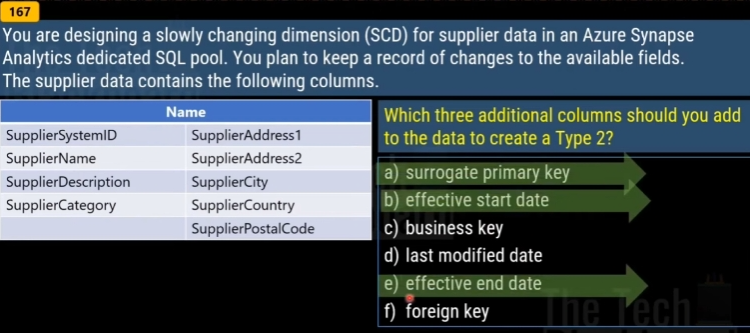 167
You are designing a slowly changing dimension (SCD) for supplier data in an Azure Synapse
Analytics dedicated SQL pool. You plan to keep a record of changes to the available fields.
The supplier data contains the following columns.
Name
SupplierSystemID SupplierAddress1
SupplierName SupplierAddress2
SupplierDescription SupplierCity
SupplierCategory SupplierCountry
SupplierPostalCode
Which three additional columns should you add
to the data to create a Type 2?
a) surrogate primary key
b) effective start date
c) business key
d) last modified date
e) effective end date
f) foreign key
The Tech